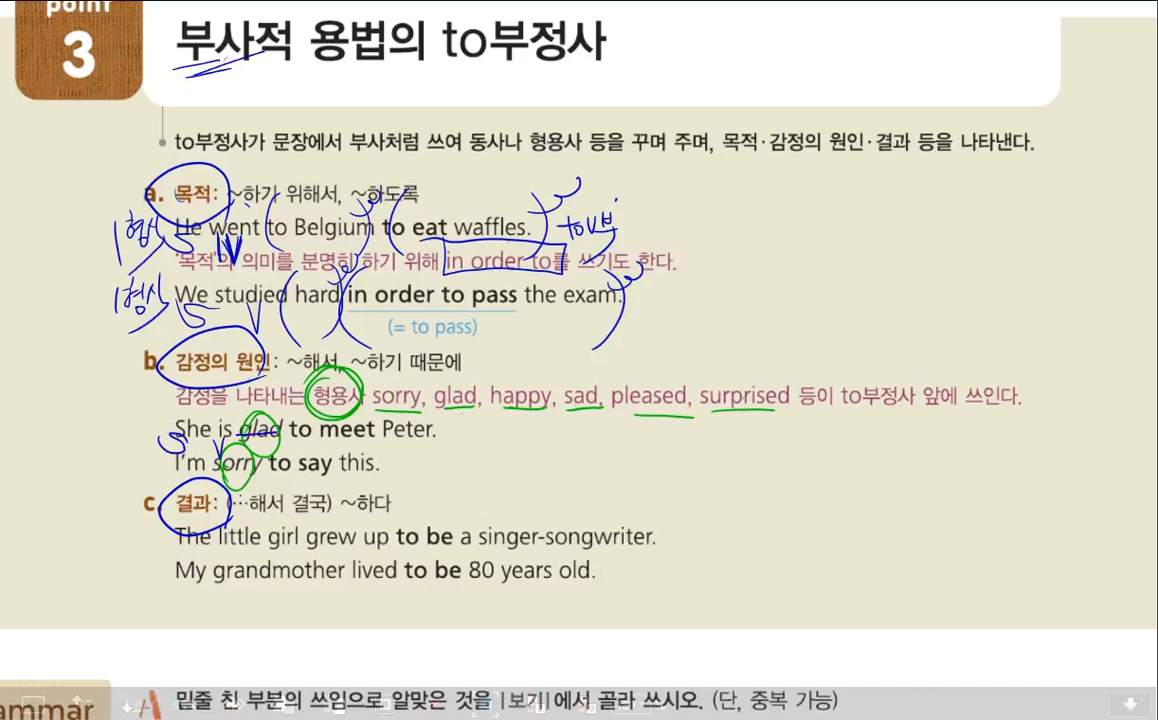 point
3
부사적 용법의 to부정사
to부정사가 문장에서 부사처럼 쓰여 동사나 형용사 등을 꾸며 주며, 목적·감정의 원인·결과 등을 나타낸다.
a. 목적: ~하기 위해서, ~하도록
He went to Belgium to eat waffles.
to부
1형식 S V
'목적'의 의미를 분명히 하기 위해 in order to를 쓰기도 한다.
We studied hard in order to pass the exam.
1형식 S V
(= to pass)
b. 감정의 원인: ~해서, ~하기 때문에
감정을 나타내는 형용사 sorry, glad, happy, sad, pleased, surprised 등이 to부정사 앞에 쓰인다.
She is glad to meet Peter.
S V
I'm sorry to say this.
c. 결과: (…해서 결국) ~하다
The little girl grew up to be a singer-songwriter.
My grandmother lived to be 80 years old.
ammar A 밑줄 친 부분의 쓰임으로 알맞은 것을 |보기|에서 골라 쓰시오. (단, 중복 가능)